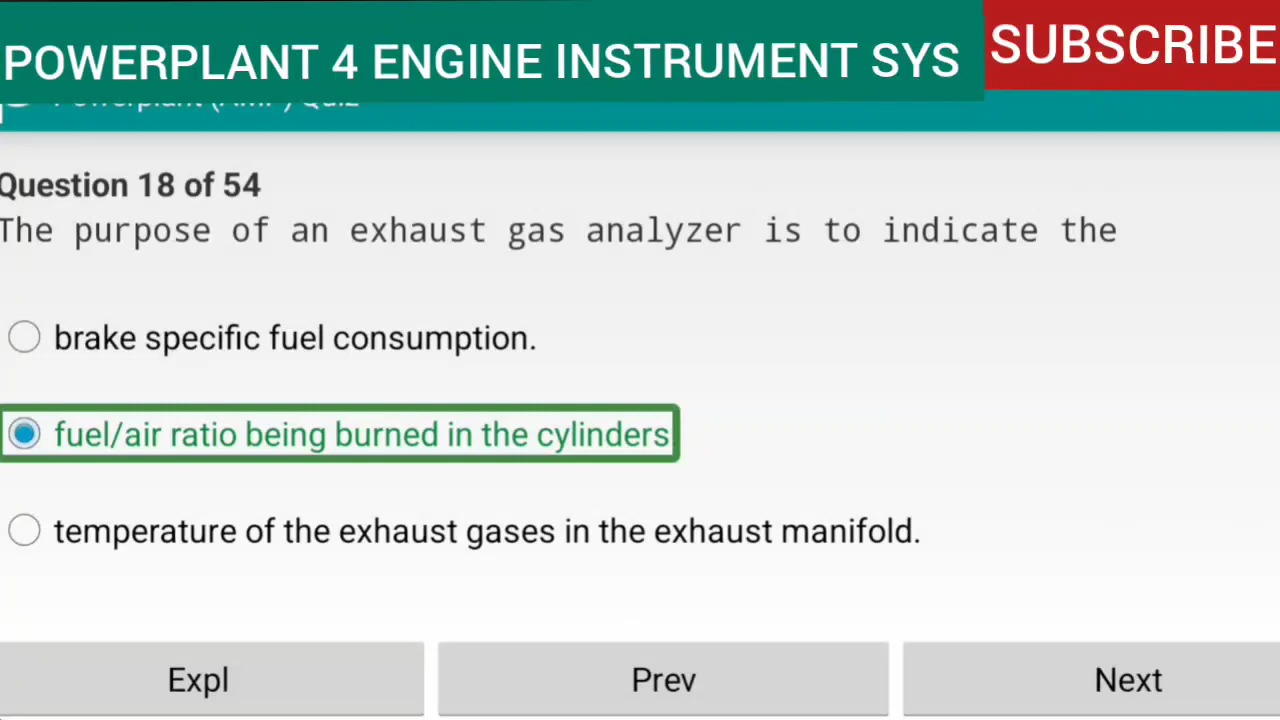 POWERPLANT 4 ENGINE INSTRUMENT SYS
SUBSCRIBE
Question 18 of 54
The purpose of an exhaust gas analyzer is to indicate the
brake specific fuel consumption.
fuel/air ratio being burned in the cylinders
temperature of the exhaust gases in the exhaust manifold.
Expl
Prev
Next